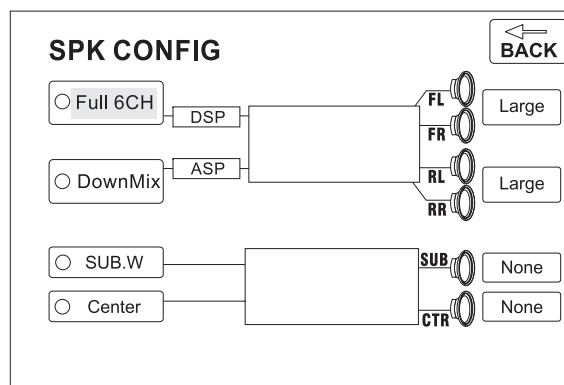 SPK CONFIG
BACK
Full 6CH
DSP
FL
Large
FR
DownMix
ASP
RL
Large
RR
SUB.W
SUB
None
Center
CTR
None